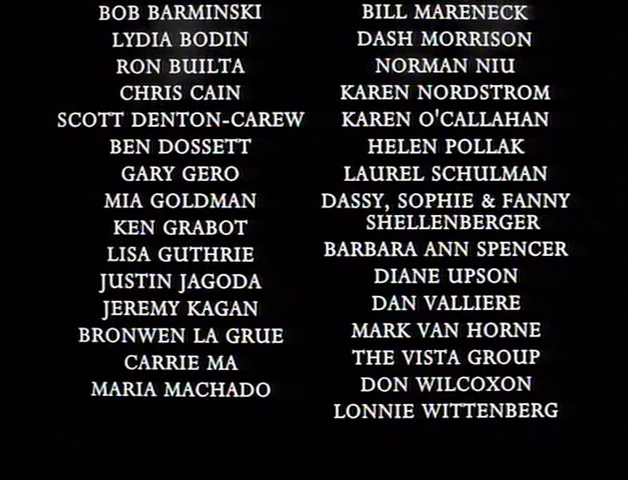 BOB BARMINSKI
LYDIA BODIN
RON BUILTA
CHRIS CAIN
SCOTT DENTON-CAREW
BEN DOSSETT
GARY GERO
MIA GOLDMAN
KEN GRABOT
LISA GUTHRIE
JUSTIN JAGODA
JEREMY KAGAN
BRONWEN LA GRUE
CARRIE MA
MARIA MACHADO
BILL MARENECK
DASH MORRISON
NORMAN NIU
KAREN NORDSTROM
KAREN O'CALLAHAN
HELEN POLLAK
LAUREL SCHULMAN
DASSY, SOPHIE & FANNY
SHELLENBERGER
BARBARA ANN SPENCER
DIANE UPSON
DAN VALLIERE
MARK VAN HORNE
THE VISTA GROUP
DON WILCOXON
LONNIE WITTENBERG